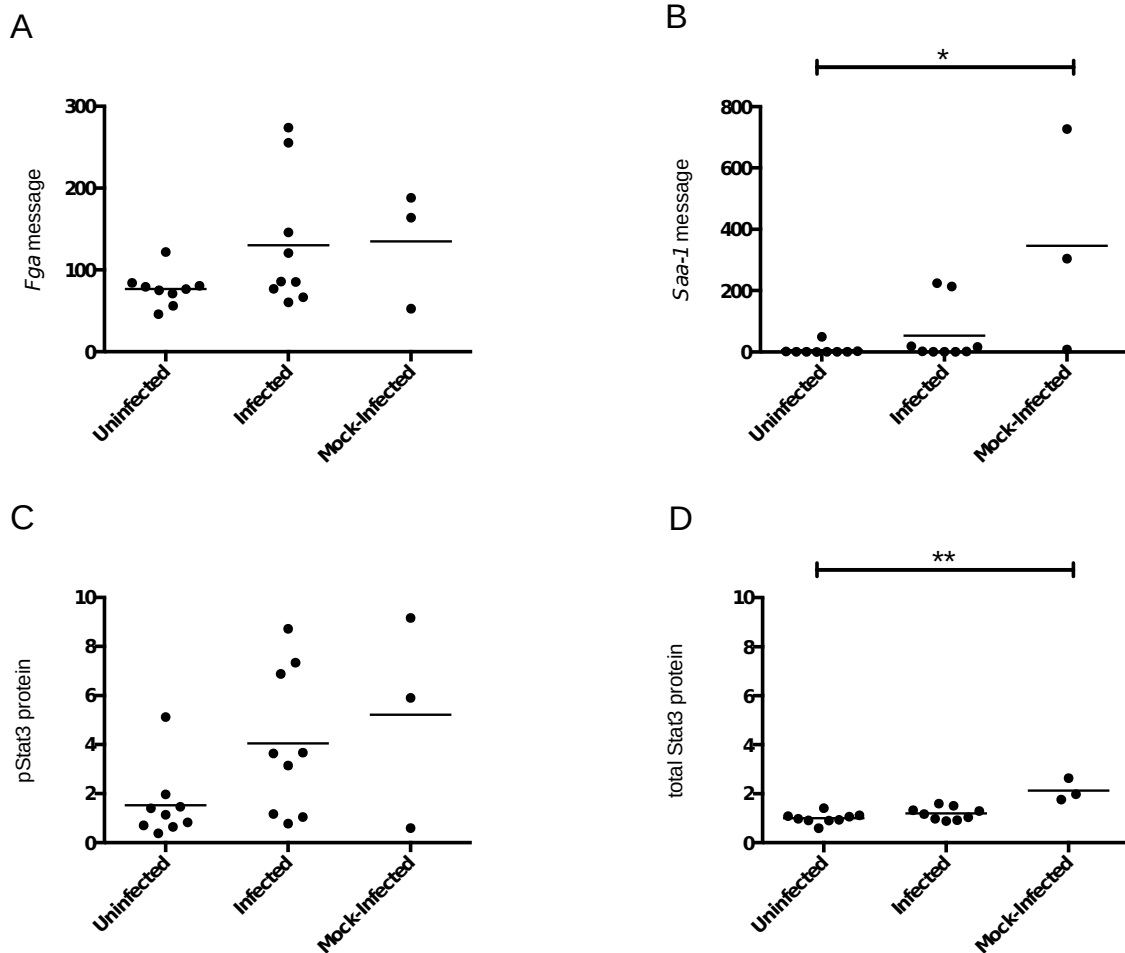 A
Fga message
300
200
100
0
Uninfected
Infected
Mock-Infected
B
*
Saa-1 message
800
600
400
200
0
Uninfected
Infected
Mock-Infected
C
pStat3 protein
10
8
6
4
2
0
Uninfected
Infected
Mock-Infected
D
**
total Stat3 protein
10
8
6
4
2
0
Uninfected
Infected
Mock-Infected